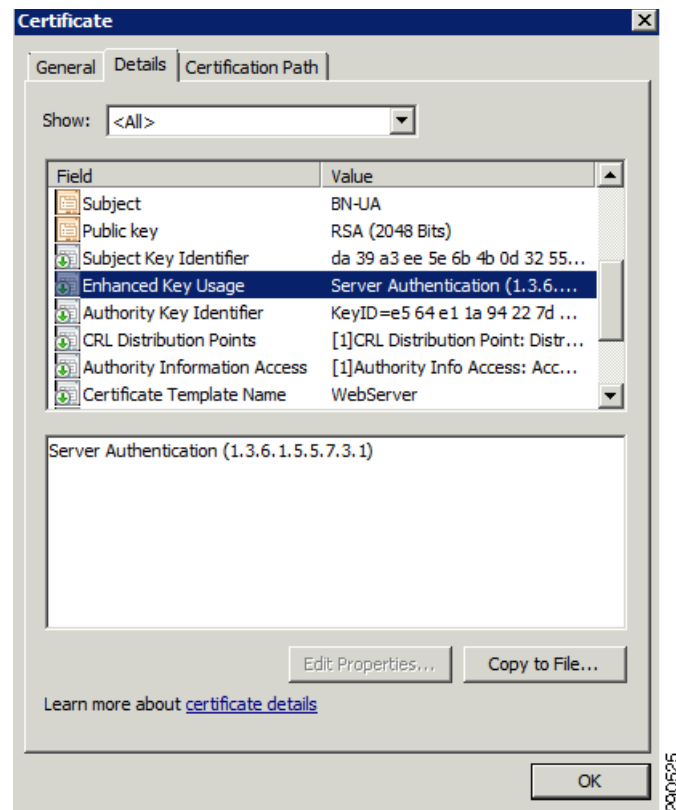 Certificate
General Details Certification Path
Show: <All>
Field Value
Subject BN-UA
Public key RSA (2048 Bits)
Subject Key Identifier da 39 a3 ee 5e 6b 4b 0d 32 55...
Enhanced Key Usage Server Authentication (1.3.6....
Authority Key Identifier KeyID=e5 64 e1 1a 94 22 7d ...
CRL Distribution Points [1]CRL Distribution Point: Distr...
Authority Information Access [1]Authority Info Access: Acc...
Certificate Template Name WebServer
Server Authentication (1.3.6.1.5.5.7.3.1)
Edit Properties... Copy to File...
Learn more about certificate details
OK
290525